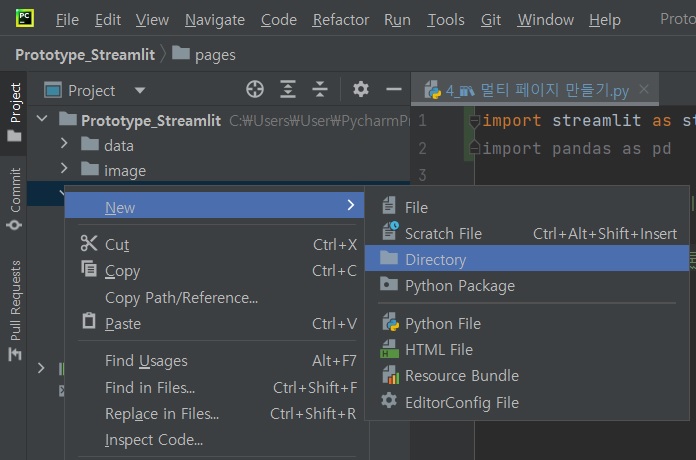 PC File Edit View Navigate Code Refactor Run Tools Git Window Help Proto
Prototype_Streamlit pages
Project
4_ 멀티 페이지 만들기.py
Project
Commit
Pull Requests
Prototype_Streamlit C:₩Users₩User₩PycharmPr
data
image
1 import streamlit as st
2 import pandas as pd
3
New
Cut Ctrl+X
Copy Ctrl+C
Copy Path/Reference...
Paste Ctrl+V
Find Usages Alt+F7
Find in Files... Ctrl+Shift+F
Replace in Files... Ctrl+Shift+R
Inspect Code...
File
Scratch File Ctrl+Alt+Shift+Insert
Directory
Python Package
Python File
HTML File
Resource Bundle
EditorConfig File